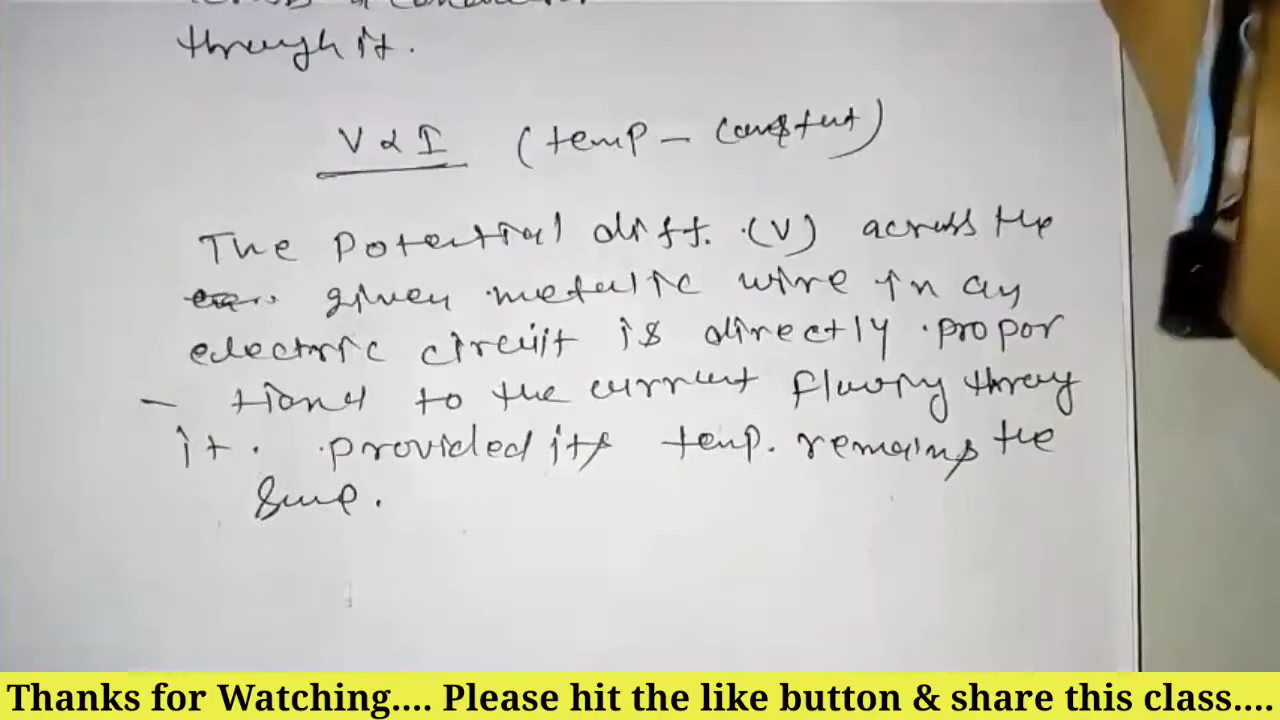 through it.
V ∝ I (temp - constant)
The Potential diff. (V) across the
given metallic wire in an
electric circuit is directly propor
- tional to the current flowing through
it. provided its temp. remains the
same.
Thanks for Watching.... Please hit the like button & share this class....